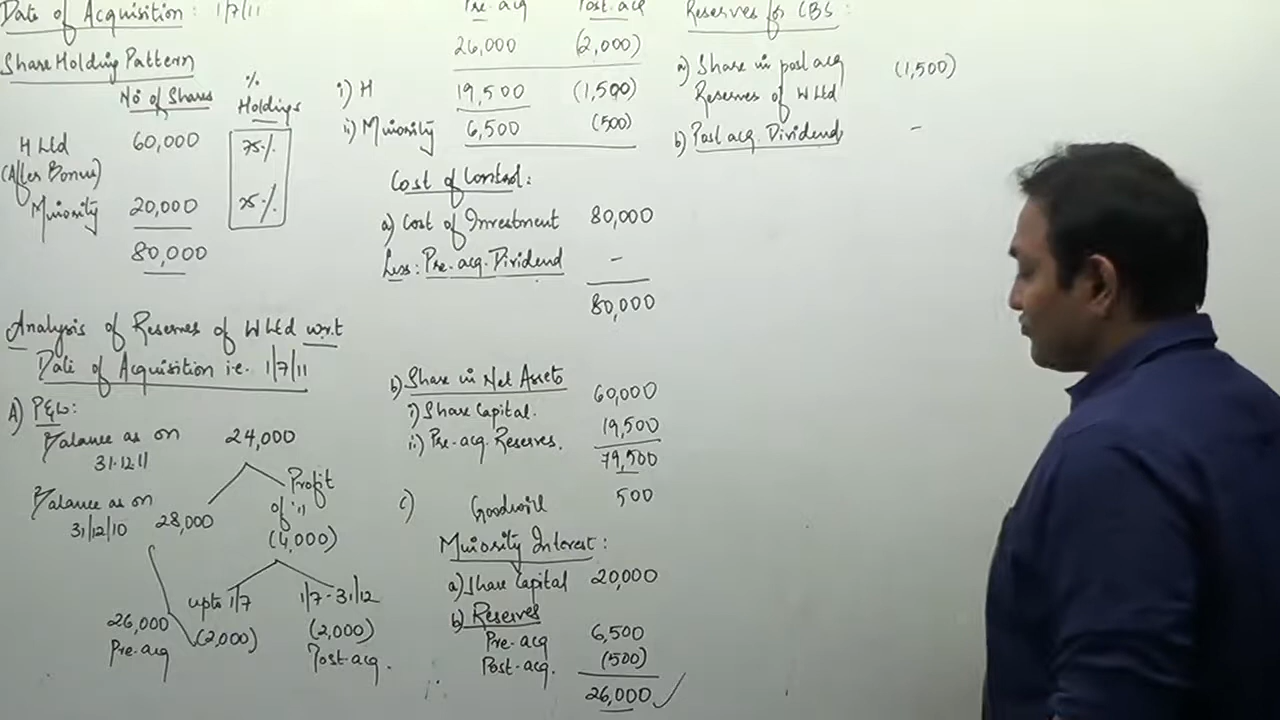 Date of Acquisition : 1/7/11
Share Holding Pattern
No of Shares
% Holdings
H Ltd 60,000 75%
(After Bonus)
Minority 20,000 25%
80,000
Analysis of Reserves of W Ltd w.r.t
Date of Acquisition i.e. 1/7/11
A) P&L:
Balance as on 24,000
31.12.11
Balance as on
31/12/10 28,000
Profit
of '11
(4,000)
upto 1/7 1/7-31/12
26,000 (2,000) (2,000)
Pre-acq Post-acq.
Pre-acq Post-acq
26,000 (2,000)
i) H 19,500 (1,500)
ii) Minority 6,500 (500)
Cost of Control:
a) Cost of Investment 80,000
Less: Pre-acq. Dividend -
80,000
b) Share in Net Assets
i) Share Capital. 60,000
ii) Pre-acq. Reserves. 19,500
79,500
c) Goodwill 500
Minority Interest:
a) Share Capital 20,000
b) Reserves
Pre-acq 6,500
Post-acq. (500)
26,000 ✓
Reserves for CBS :
a) Share in post acq (1,500)
Reserves of W Ltd
b) Post acq. Dividend -